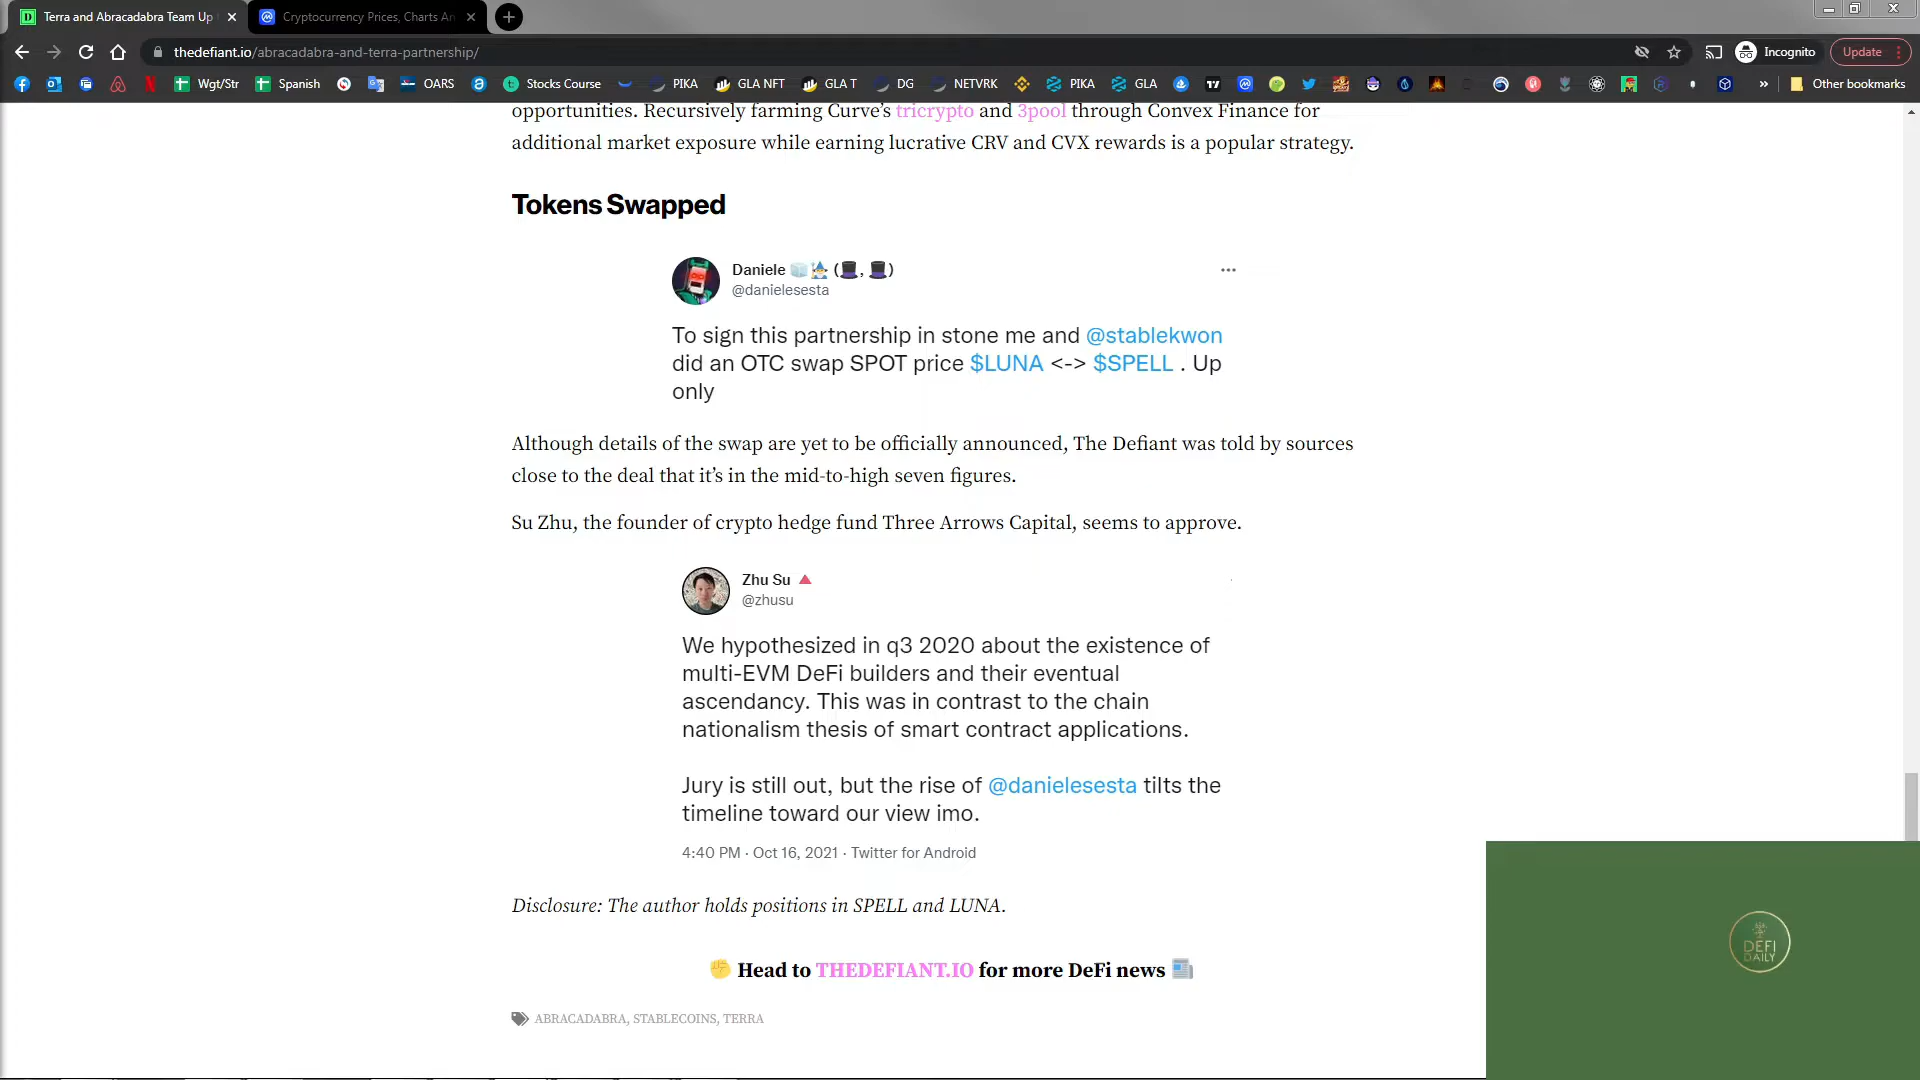 Terra and Abracadabra Team Up
Cryptocurrency Prices, Charts An
thedefiant.io/abracadabra-and-terra-partnership/
Incognito
Update
Wgt/Str
Spanish
OARS
Stocks Course
PIKA
GLA NFT
GLA T
DG
NETVRK
PIKA
GLA
»
Other bookmarks
opportunities. Recursively farming Curve’s tricrypto and 3pool through Convex Finance for
additional market exposure while earning lucrative CRV and CVX rewards is a popular strategy.
Tokens Swapped
Daniele 🧊🧙‍♂️ (🎩, 🎩)
@danielesesta
To sign this partnership in stone me and @stablekwon
did an OTC swap SPOT price $LUNA <-> $SPELL . Up
only
Although details of the swap are yet to be officially announced, The Defiant was told by sources
close to the deal that it’s in the mid-to-high seven figures.
Su Zhu, the founder of crypto hedge fund Three Arrows Capital, seems to approve.
Zhu Su 🔺
@zhusu
We hypothesized in q3 2020 about the existence of
multi-EVM DeFi builders and their eventual
ascendancy. This was in contrast to the chain
nationalism thesis of smart contract applications.
Jury is still out, but the rise of @danielesesta tilts the
timeline toward our view imo.
4:40 PM · Oct 16, 2021 · Twitter for Android
Disclosure: The author holds positions in SPELL and LUNA.
✊ Head to THEDEFIANT.IO for more DeFi news 📰
ABRACADABRA, STABLECOINS, TERRA
DEFI
DAILY